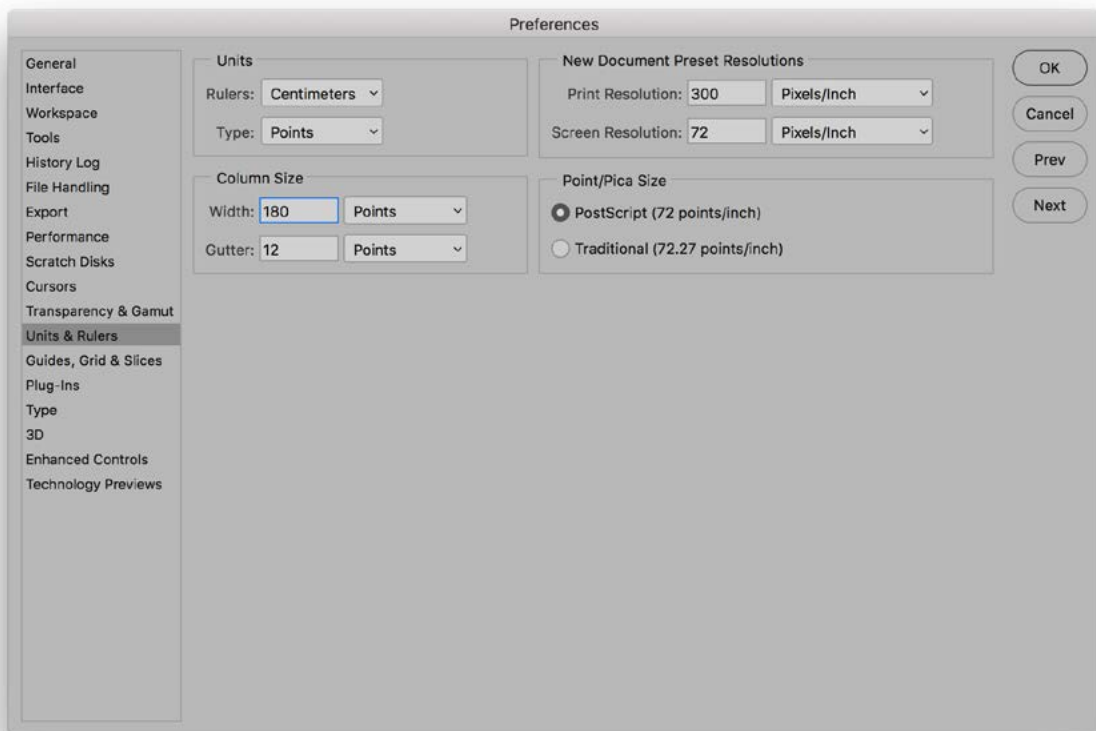 Preferences
General
Interface
Workspace
Tools
History Log
File Handling
Export
Performance
Scratch Disks
Cursors
Transparency & Gamut
Units & Rulers
Guides, Grid & Slices
Plug-Ins
Type
3D
Enhanced Controls
Technology Previews
Units
Rulers: Centimeters
Type: Points
Column Size
Width: 180 Points
Gutter: 12 Points
New Document Preset Resolutions
Print Resolution: 300 Pixels/Inch
Screen Resolution: 72 Pixels/Inch
Point/Pica Size
PostScript (72 points/inch)
Traditional (72.27 points/inch)
OK
Cancel
Prev
Next